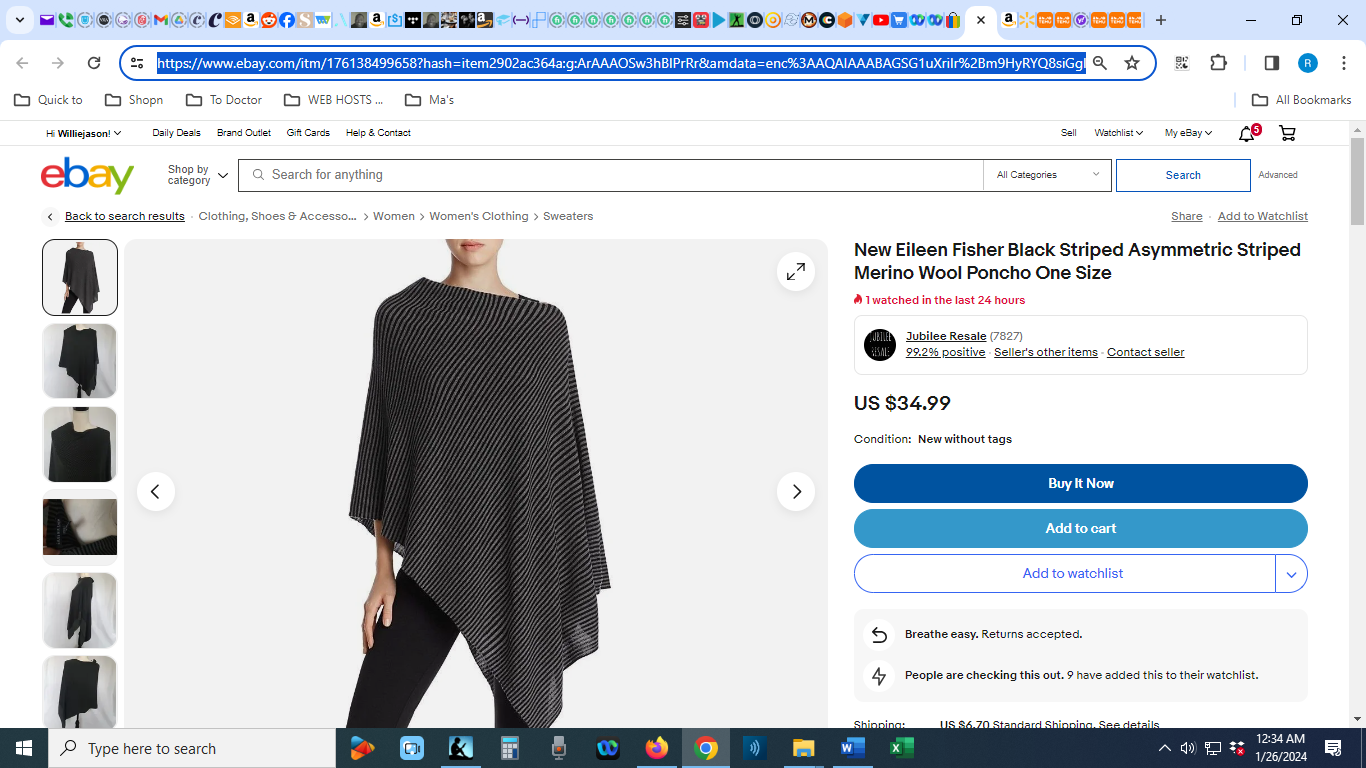 https://www.ebay.com/itm/176138499658?hash=item2902ac364a:g:ArAAAOSw3hBlPrRr&amdata=enc%3AAQAIAAABAGSG1uXriIr%2Bm9HyRYQ8siGgI
R
Quick to
Shopn
To Doctor
WEB HOSTS ...
Ma's
All Bookmarks
Hi Williejason!
Daily Deals
Brand Outlet
Gift Cards
Help & Contact
Sell
Watchlist
My eBay
5
ebay
Shop by
category
Search for anything
All Categories
Search
Advanced
Back to search results · Clothing, Shoes & Accesso... > Women > Women's Clothing > Sweaters
Share · Add to Watchlist
New Eileen Fisher Black Striped Asymmetric Striped
Merino Wool Poncho One Size
1 watched in the last 24 hours
JUBILEE
RESALE
Jubilee Resale (7827)
99.2% positive · Seller's other items · Contact seller
US $34.99
Condition: New without tags
Buy It Now
Add to cart
Add to watchlist
Breathe easy. Returns accepted.
People are checking this out. 9 have added this to their watchlist.
Shipping: US $6.70 Standard Shipping. See details
Type here to search
12:34 AM
1/26/2024